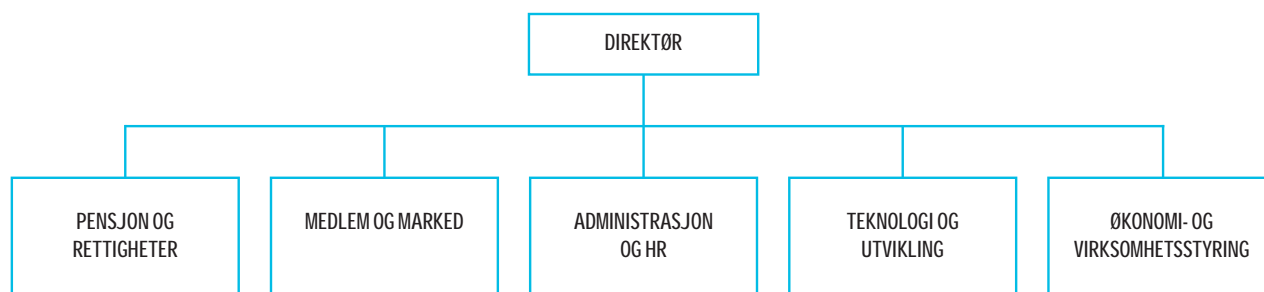 DIREKTØR
PENSJON OG
RETTIGHETER
MEDLEM OG MARKED
ADMINISTRASJON
OG HR
TEKNOLOGI OG
UTVIKLING
ØKONOMI- OG
VIRKSOMHETSSTYRING